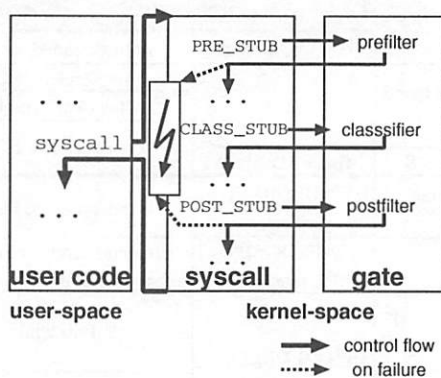 PRE_STUB
prefilter
. . .
. . .
syscall
CLASS_STUB
classsifier
. . .
. . .
POST_STUB
postfilter
. . .
user code
syscall
gate
user-space
kernel-space
control flow
on failure